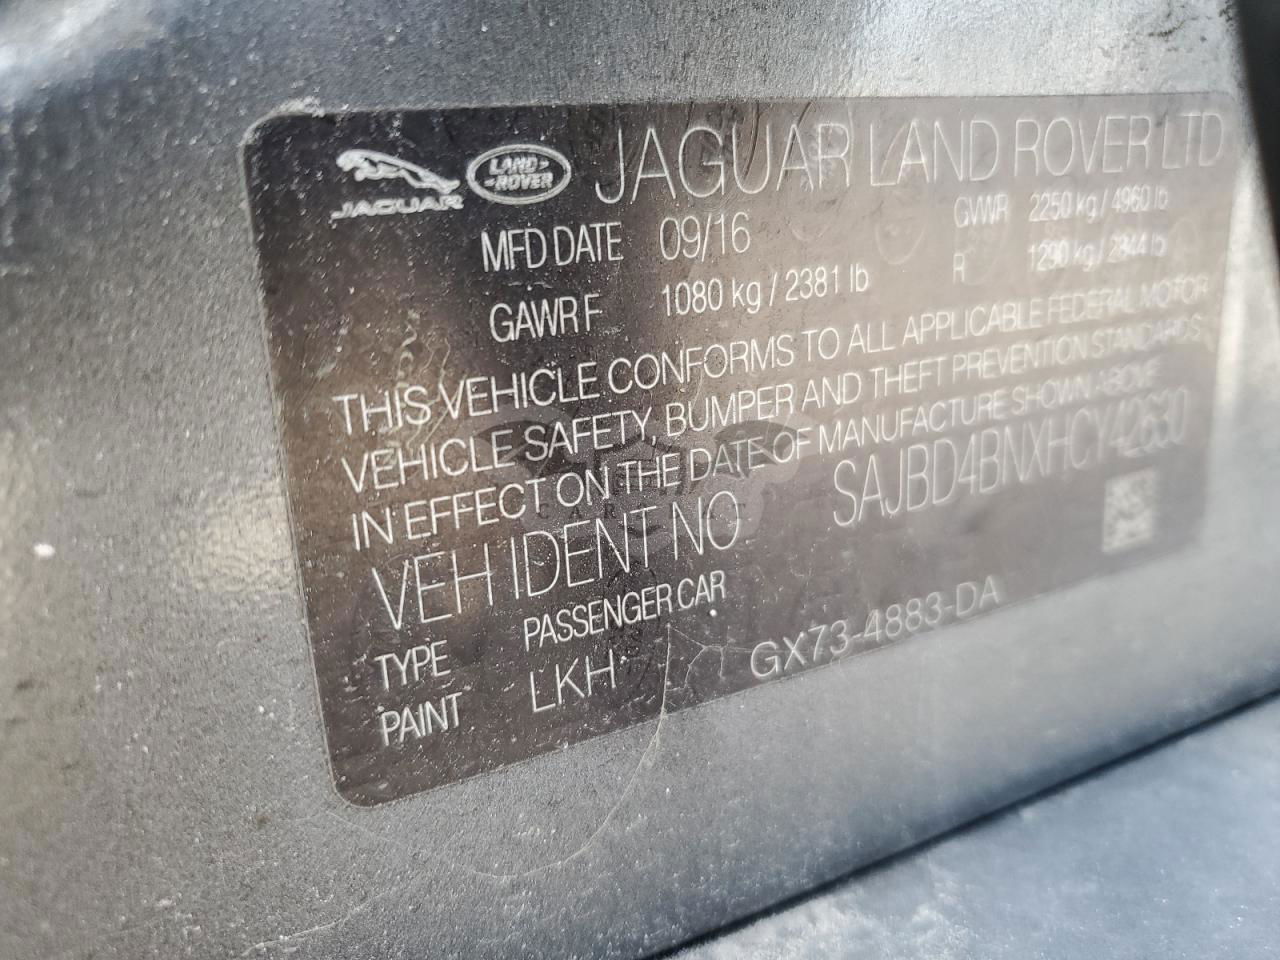 JAGUAR
LAND ROVER
JAGUAR LAND ROVER LTD
MFD DATE 09/16 GVWR 2250 kg / 4960 lb
GAWR F 1080 kg / 2381 lb R 1290 kg / 2844 lb
THIS VEHICLE CONFORMS TO ALL APPLICABLE FEDERAL MOTOR
VEHICLE SAFETY, BUMPER AND THEFT PREVENTION STANDARDS
IN EFFECT ON THE DATE OF MANUFACTURE SHOWN ABOVE
VEH IDENT NO SAJBD4BNXHCY42630
TYPE PASSENGER CAR
PAINT LKH GX73-4883-DA